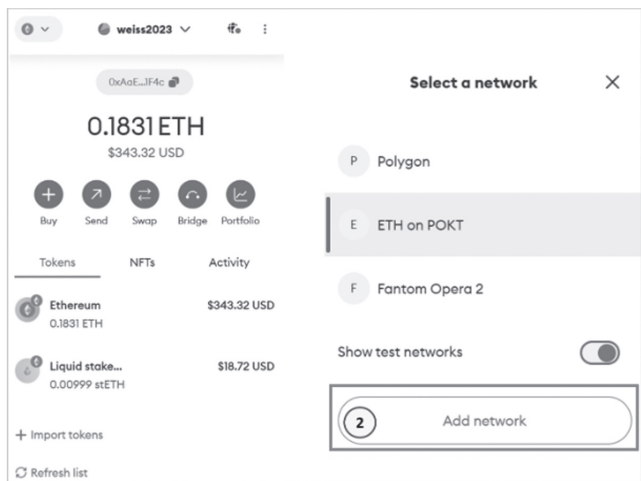 weiss2023
0xAaE...JF4c
0.1831 ETH
$343.32 USD
Buy Send Swap Bridge Portfolio
Tokens NFTs Activity
Ethereum $343.32 USD
0.1831 ETH
Liquid stake... $18.72 USD
0.00999 stETH
+ Import tokens
Refresh list
Select a network
P Polygon
E ETH on POKT
F Fantom Opera 2
Show test networks
2 Add network